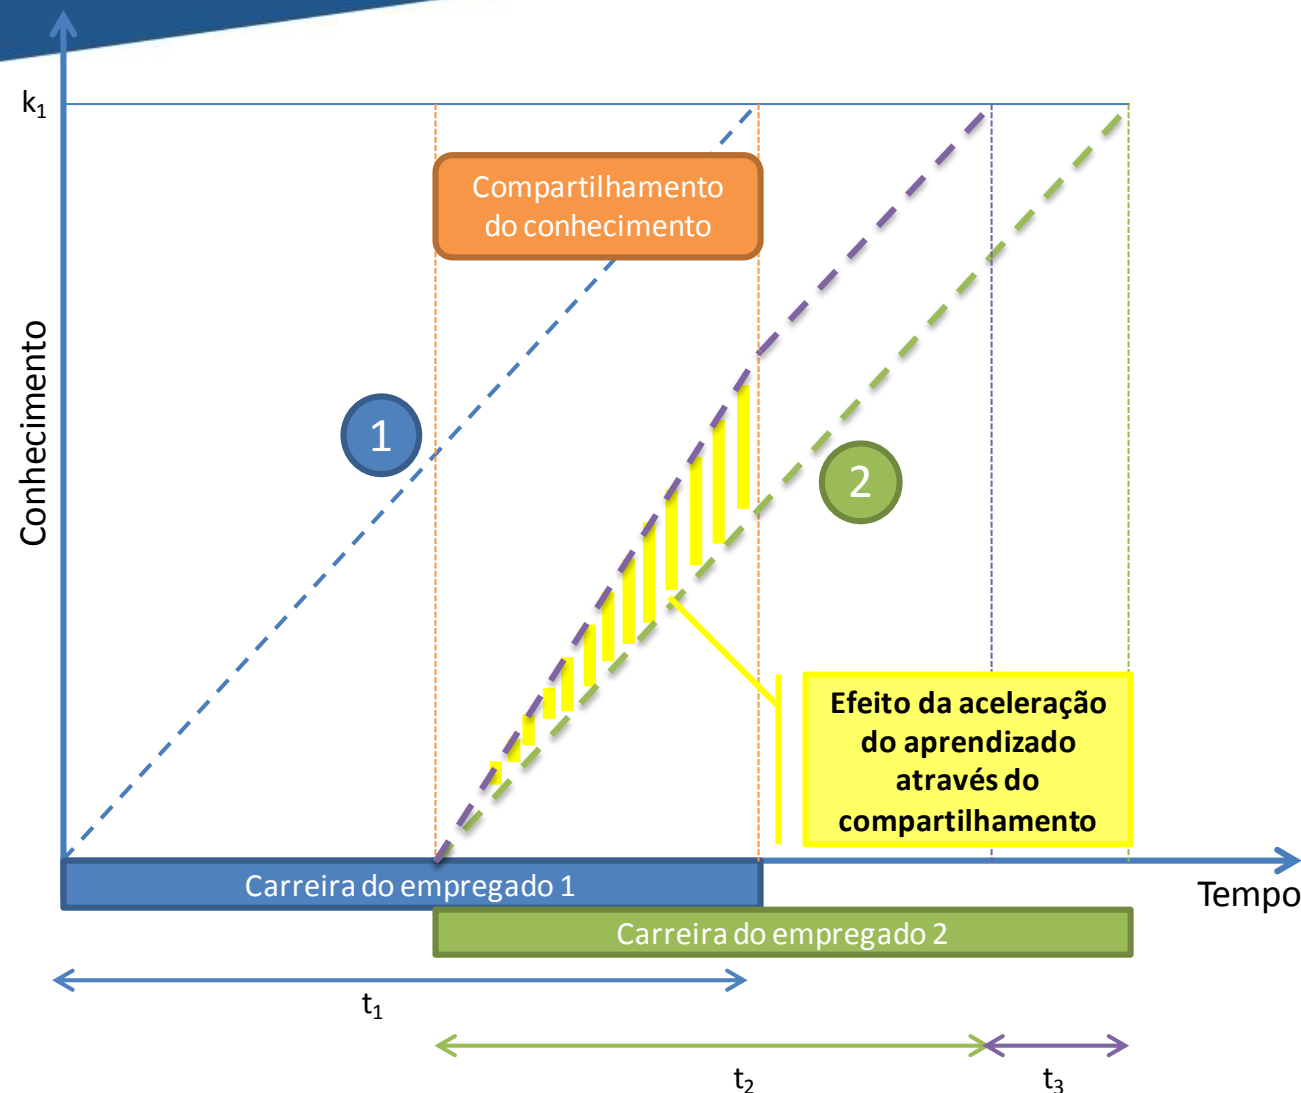 k₁
Compartilhamento
do conhecimento
Conhecimento
1
2
Efeito da aceleração
do aprendizado
através do
compartilhamento
Carreira do empregado 1
Tempo
Carreira do empregado 2
t₁
t₂
t₃